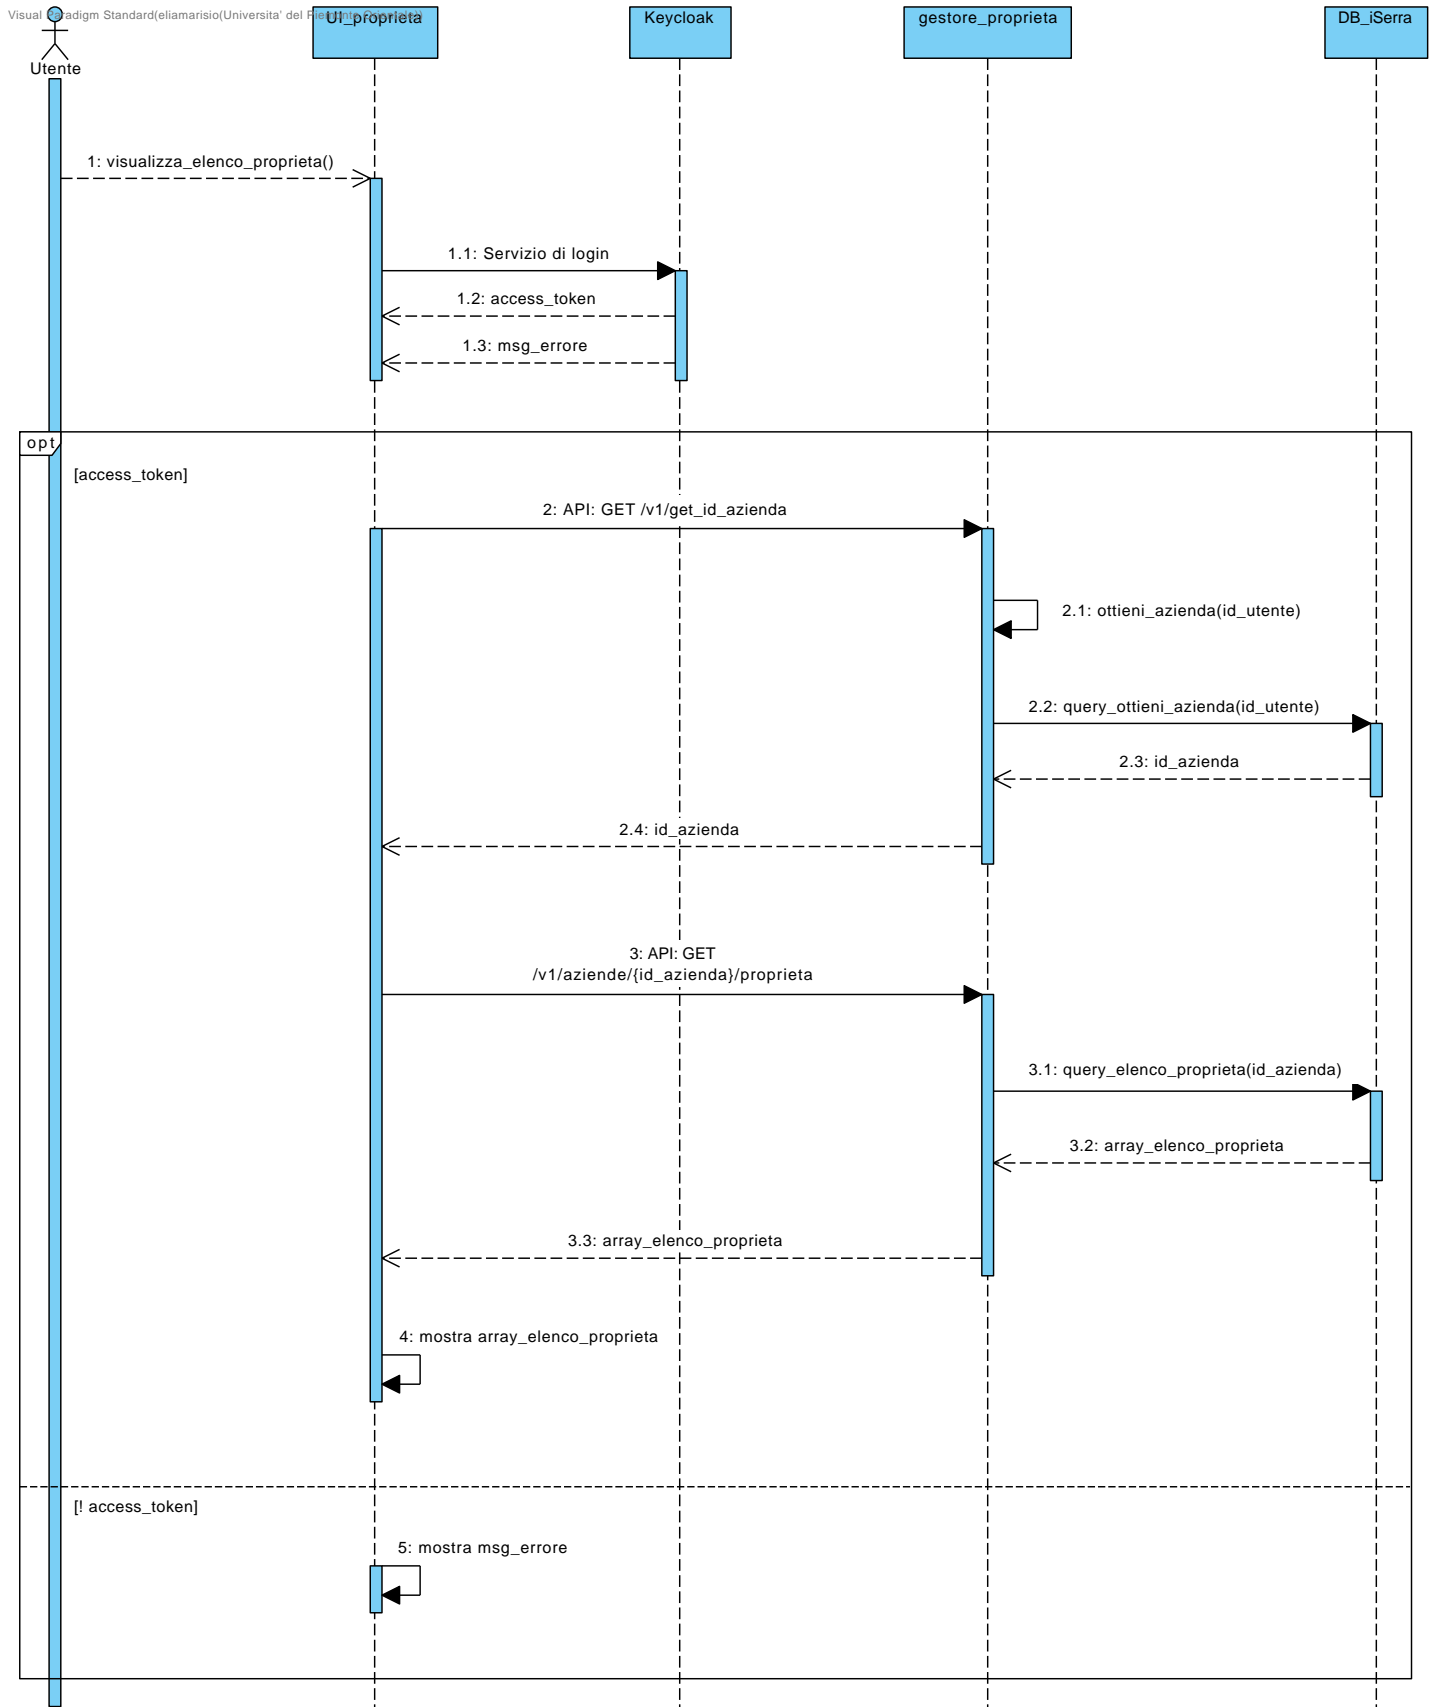 Visual Paradigm Standard(eliamarisio(Universita' del Piemonte Orientale))
Utente
UI_proprieta
Keycloak
gestore_proprieta
DB_iSerra
1: visualizza_elenco_proprieta()
1.1: Servizio di login
1.2: access_token
1.3: msg_errore
opt
[access_token]
2: API: GET /v1/get_id_azienda
2.1: ottieni_azienda(id_utente)
2.2: query_ottieni_azienda(id_utente)
2.3: id_azienda
2.4: id_azienda
3: API: GET
/v1/aziende/{id_azienda}/proprieta
3.1: query_elenco_proprieta(id_azienda)
3.2: array_elenco_proprieta
3.3: array_elenco_proprieta
4: mostra array_elenco_proprieta
[! access_token]
5: mostra msg_errore